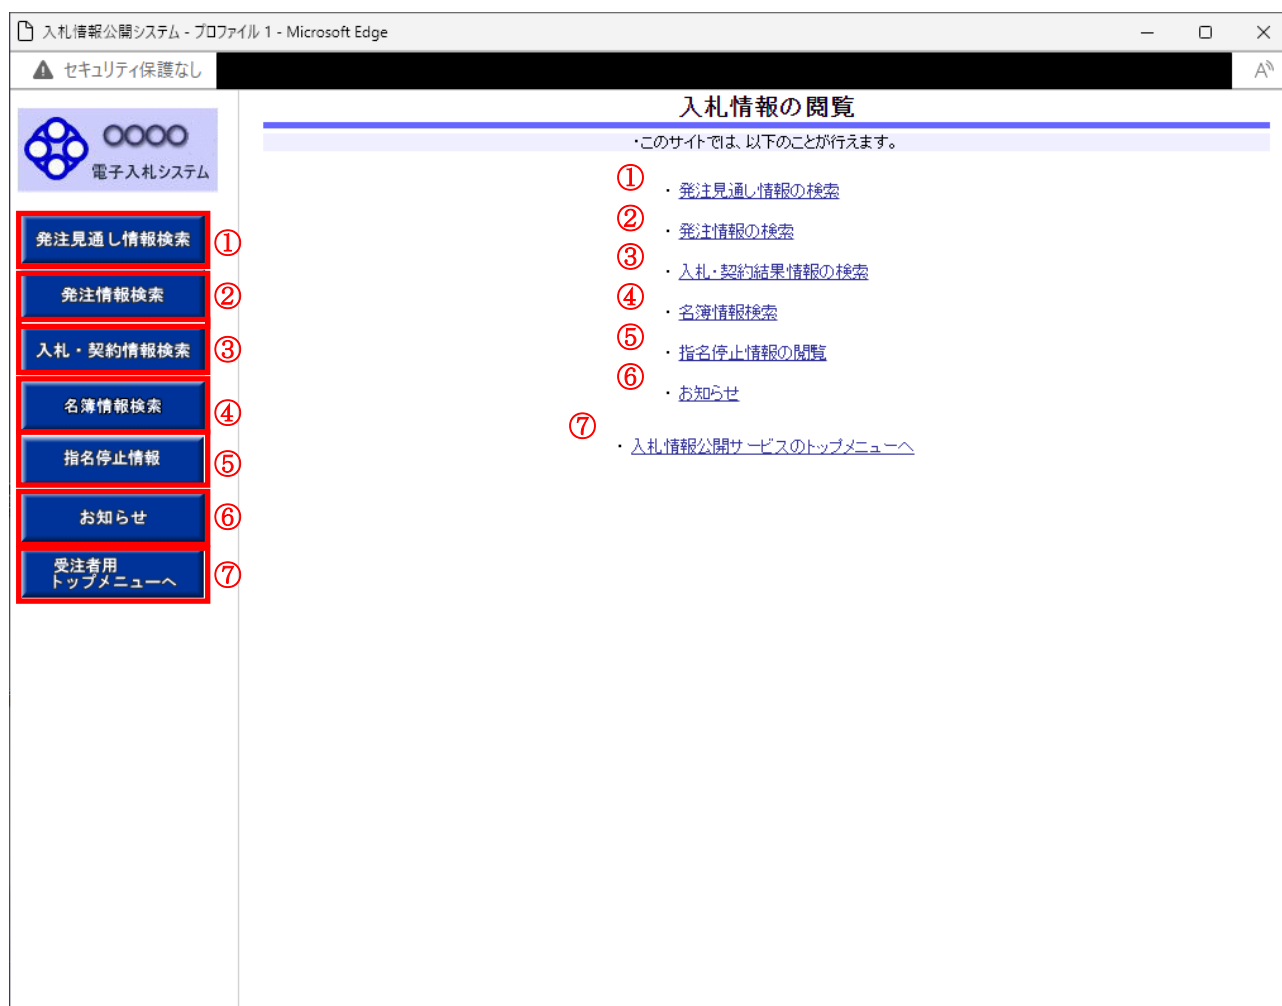 入札情報公開システム - プロファイル 1 - Microsoft Edge
セキュリティ保護なし
A
○○○○
電子入札システム
発注見通し情報検索 ①
発注情報検索 ②
入札・契約情報検索 ③
名簿情報検索 ④
指名停止情報 ⑤
お知らせ ⑥
受注者用
トップメニューへ ⑦
入札情報の閲覧
・このサイトでは、以下のことが行えます。
① ・発注見通し情報の検索
② ・発注情報の検索
③ ・入札・契約結果情報の検索
④ ・名簿情報検索
⑤ ・指名停止情報の閲覧
⑥ ・お知らせ
⑦ ・入札情報公開サービスのトップメニューへ